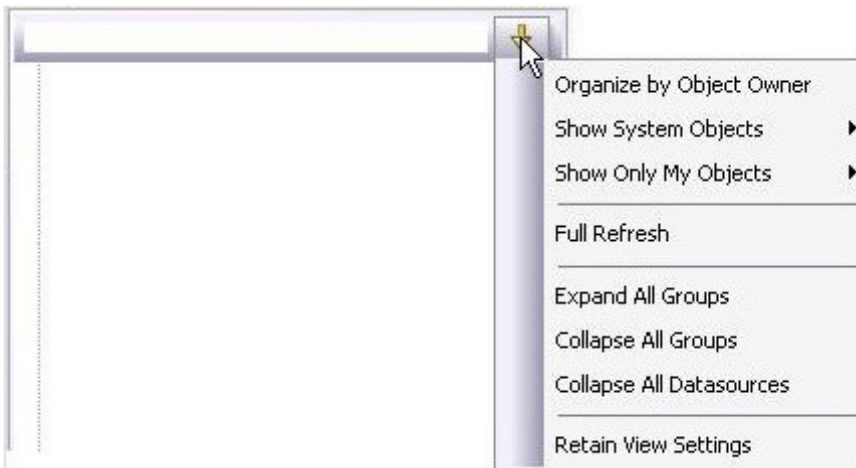 Organize by Object Owner
Show System Objects
Show Only My Objects
Full Refresh
Expand All Groups
Collapse All Groups
Collapse All Datasources
Retain View Settings